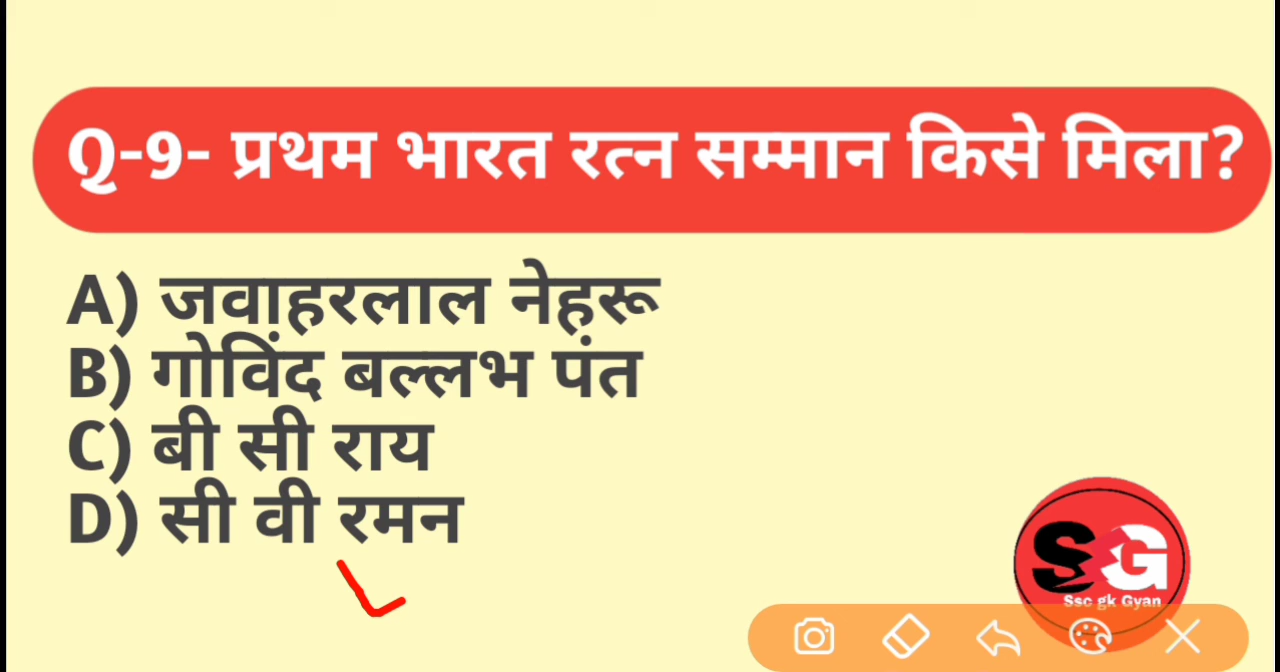 Q-9- प्रथम भारत रत्न सम्मान किसे मिला?
A) जवाहरलाल नेहरू
B) गोविंद बल्लभ पंत
C) बी सी राय
D) सी वी रमन
SG
Ssc gk Gyan